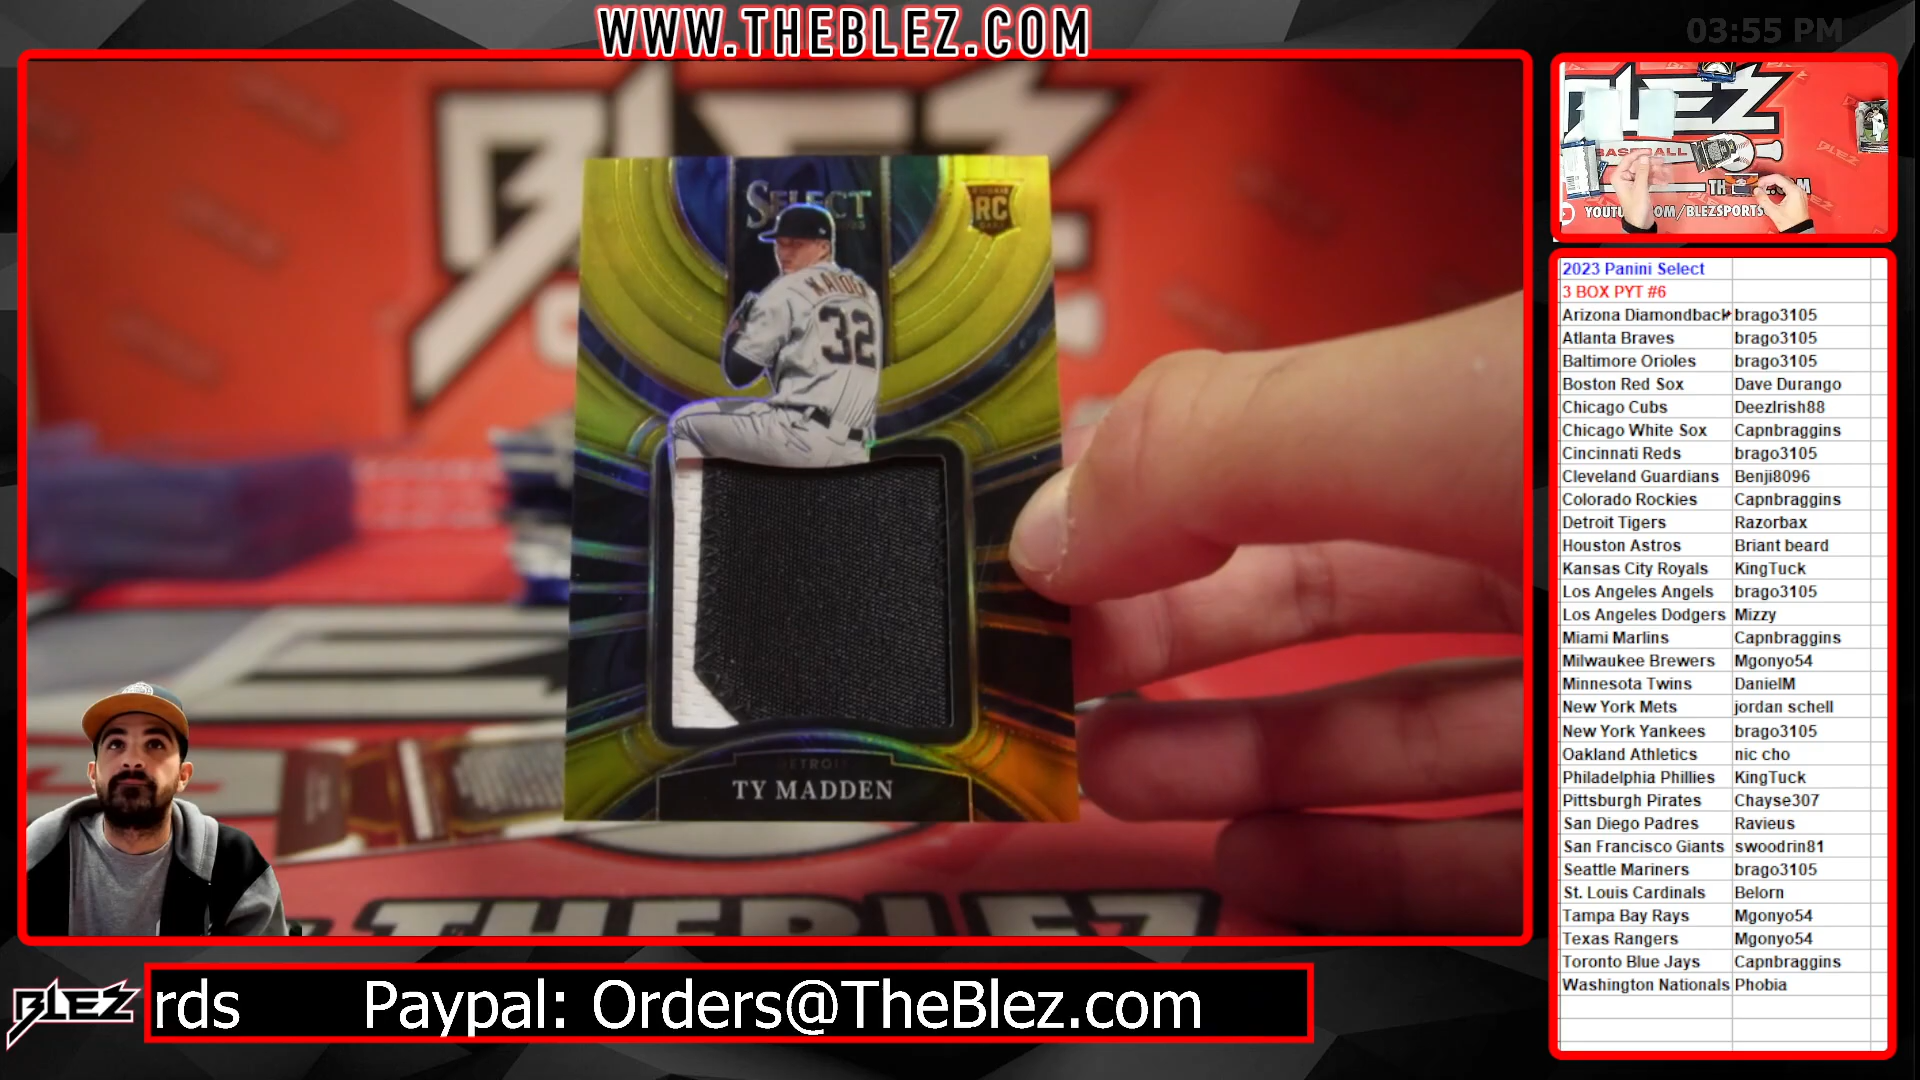 WWW.THEBLEZ.COM
03:55 PM
SELECT
RC
32
DETROIT
TY MADDEN
BLEZ
BASEBALL
BLEZ
2023 Panini Select
3 BOX PYT #6
Arizona Diamondback brago3105
Atlanta Braves brago3105
Baltimore Orioles brago3105
Boston Red Sox Dave Durango
Chicago Cubs DeezIrish88
Chicago White Sox Capnbraggins
Cincinnati Reds brago3105
Cleveland Guardians Benji8096
Colorado Rockies Capnbraggins
Detroit Tigers Razorbax
Houston Astros Briant beard
Kansas City Royals KingTuck
Los Angeles Angels brago3105
Los Angeles Dodgers Mizzy
Miami Marlins Capnbraggins
Milwaukee Brewers Mgonyo54
Minnesota Twins DanielM
New York Mets jordan schell
New York Yankees brago3105
Oakland Athletics nic cho
Philadelphia Phillies KingTuck
Pittsburgh Pirates Chayse307
San Diego Padres Ravieus
San Francisco Giants swoodrin81
Seattle Mariners brago3105
St. Louis Cardinals Belorn
Tampa Bay Rays Mgonyo54
Texas Rangers Mgonyo54
Toronto Blue Jays Capnbraggins
Washington Nationals Phobia
BLEZ
rds Paypal: Orders@TheBlez.com